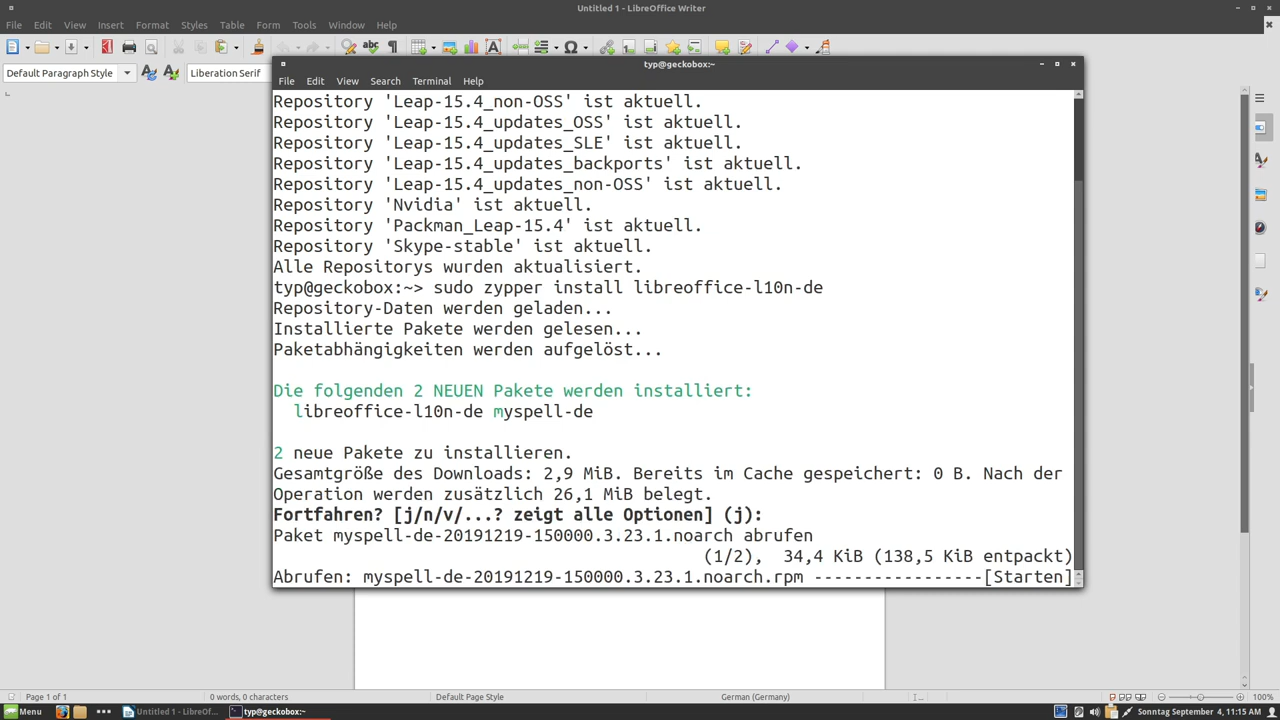 Untitled 1 - LibreOffice Writer
File Edit View Insert Format Styles Table Form Tools Window Help
Default Paragraph Style Liberation Serif
typ@geckobox:~
File Edit View Search Terminal Help
Repository 'Leap-15.4_non-OSS' ist aktuell.
Repository 'Leap-15.4_updates_OSS' ist aktuell.
Repository 'Leap-15.4_updates_SLE' ist aktuell.
Repository 'Leap-15.4_updates_backports' ist aktuell.
Repository 'Leap-15.4_updates_non-OSS' ist aktuell.
Repository 'Nvidia' ist aktuell.
Repository 'Packman_Leap-15.4' ist aktuell.
Repository 'Skype-stable' ist aktuell.
Alle Repositorys wurden aktualisiert.
typ@geckobox:~> sudo zypper install libreoffice-l10n-de
Repository-Daten werden geladen...
Installierte Pakete werden gelesen...
Paketabhängigkeiten werden aufgelöst...
Die folgenden 2 NEUEN Pakete werden installiert:
libreoffice-l10n-de myspell-de
2 neue Pakete zu installieren.
Gesamtgröße des Downloads: 2,9 MiB. Bereits im Cache gespeichert: 0 B. Nach der
Operation werden zusätzlich 26,1 MiB belegt.
Fortfahren? [j/n/v/...? zeigt alle Optionen] (j):
Paket myspell-de-20191219-150000.3.23.1.noarch abrufen
(1/2), 34,4 KiB (138,5 KiB entpackt)
Abrufen: myspell-de-20191219-150000.3.23.1.noarch.rpm -----------------[Starten]
Page 1 of 1 0 words, 0 characters Default Page Style German (Germany) 100%
Menu Untitled 1 - LibreOf... typ@geckobox:~ Sonntag September 4, 11:15 AM